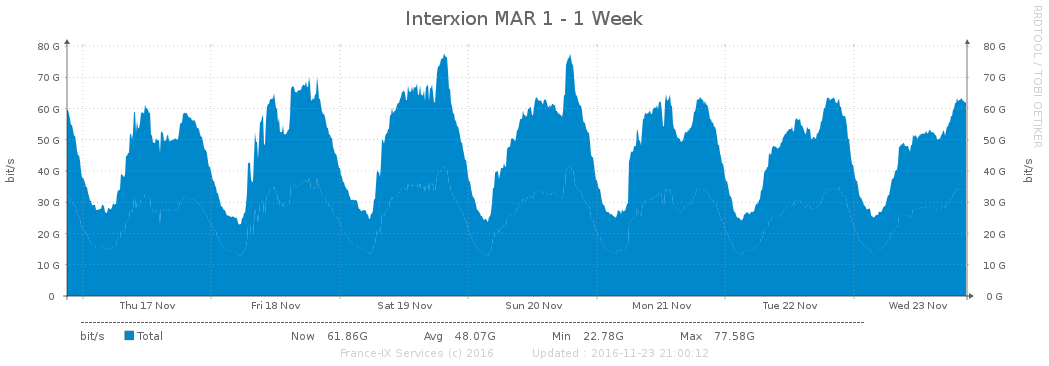 Interxion MAR 1 - 1 Week
RRDTOOL / TOBI OETIKER
bit/s
80 G
70 G
60 G
50 G
40 G
30 G
20 G
10 G
0
80 G
70 G
60 G
50 G
40 G
30 G
20 G
10 G
0 G
bit/s
Thu 17 Nov Fri 18 Nov Sat 19 Nov Sun 20 Nov Mon 21 Nov Tue 22 Nov Wed 23 Nov
bit/s Total Now 61.86G Avg 48.07G Min 22.78G Max 77.58G
France-IX Services (c) 2016 Updated : 2016-11-23 21:00:12